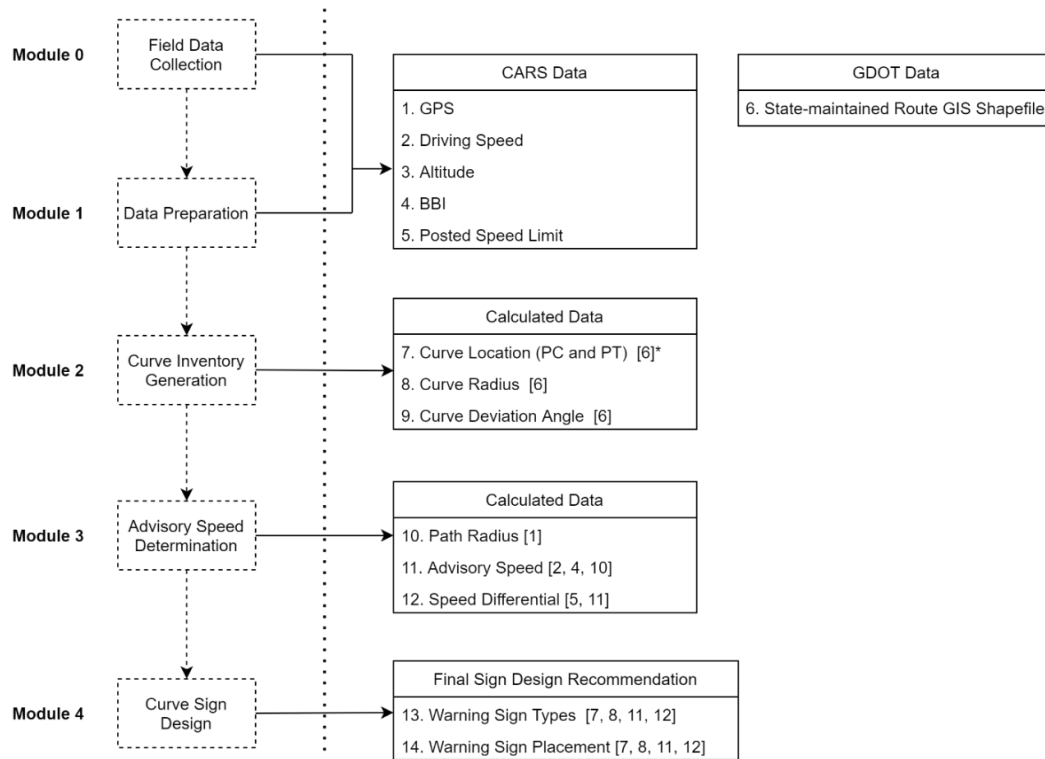 Module 0
Field Data
Collection
CARS Data
1. GPS
2. Driving Speed
3. Altitude
4. BBI
5. Posted Speed Limit
GDOT Data
6. State-maintained Route GIS Shapefile
Module 1
Data Preparation
Module 2
Curve Inventory
Generation
Calculated Data
7. Curve Location (PC and PT) [6]*
8. Curve Radius [6]
9. Curve Deviation Angle [6]
Module 3
Advisory Speed
Determination
Calculated Data
10. Path Radius [1]
11. Advisory Speed [2, 4, 10]
12. Speed Differential [5, 11]
Module 4
Curve Sign
Design
Final Sign Design Recommendation
13. Warning Sign Types [7, 8, 11, 12]
14. Warning Sign Placement [7, 8, 11, 12]